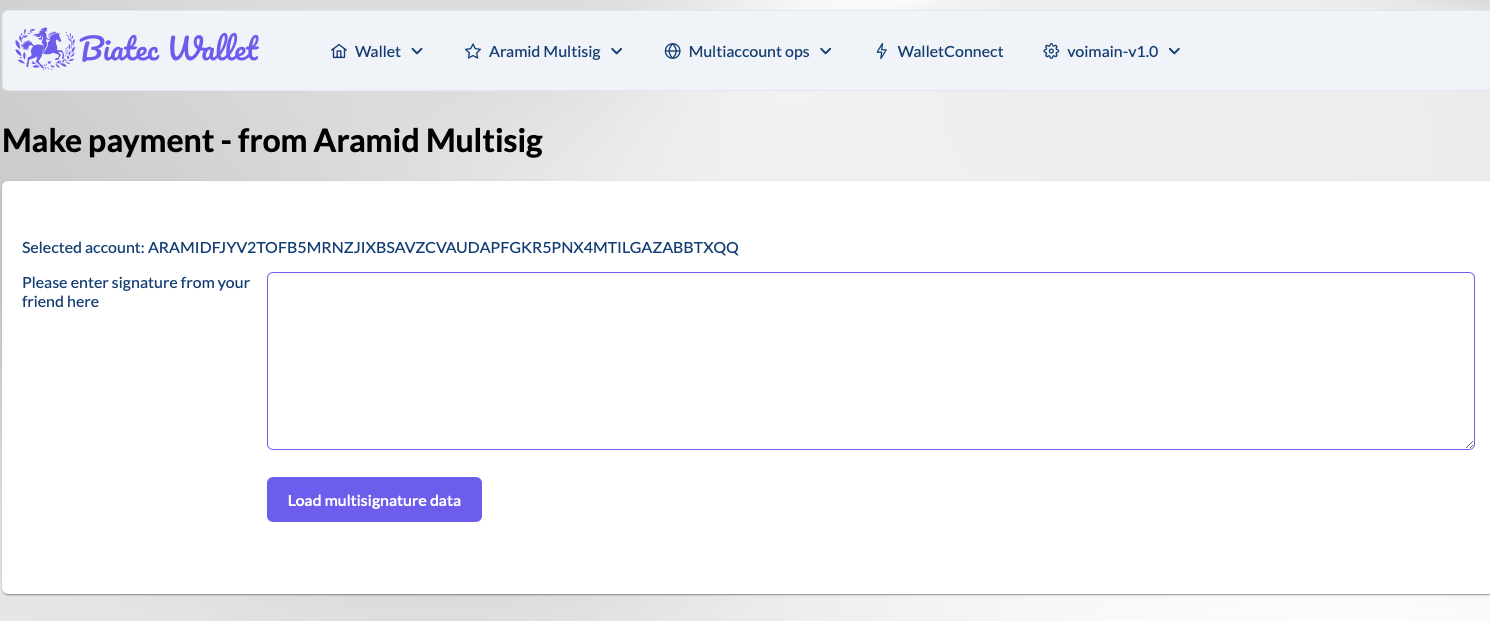 Biatec Wallet Wallet Aramid Multisig Multiaccount ops WalletConnect voimain-v1.0
Make payment - from Aramid Multisig
Selected account: ARAMIDFJYV2TOFB5MRNZJIXBSAVZCVAUDAPFGKR5PNX4MTILGAZABBTXQQ
Please enter signature from your
friend here
Load multisignature data